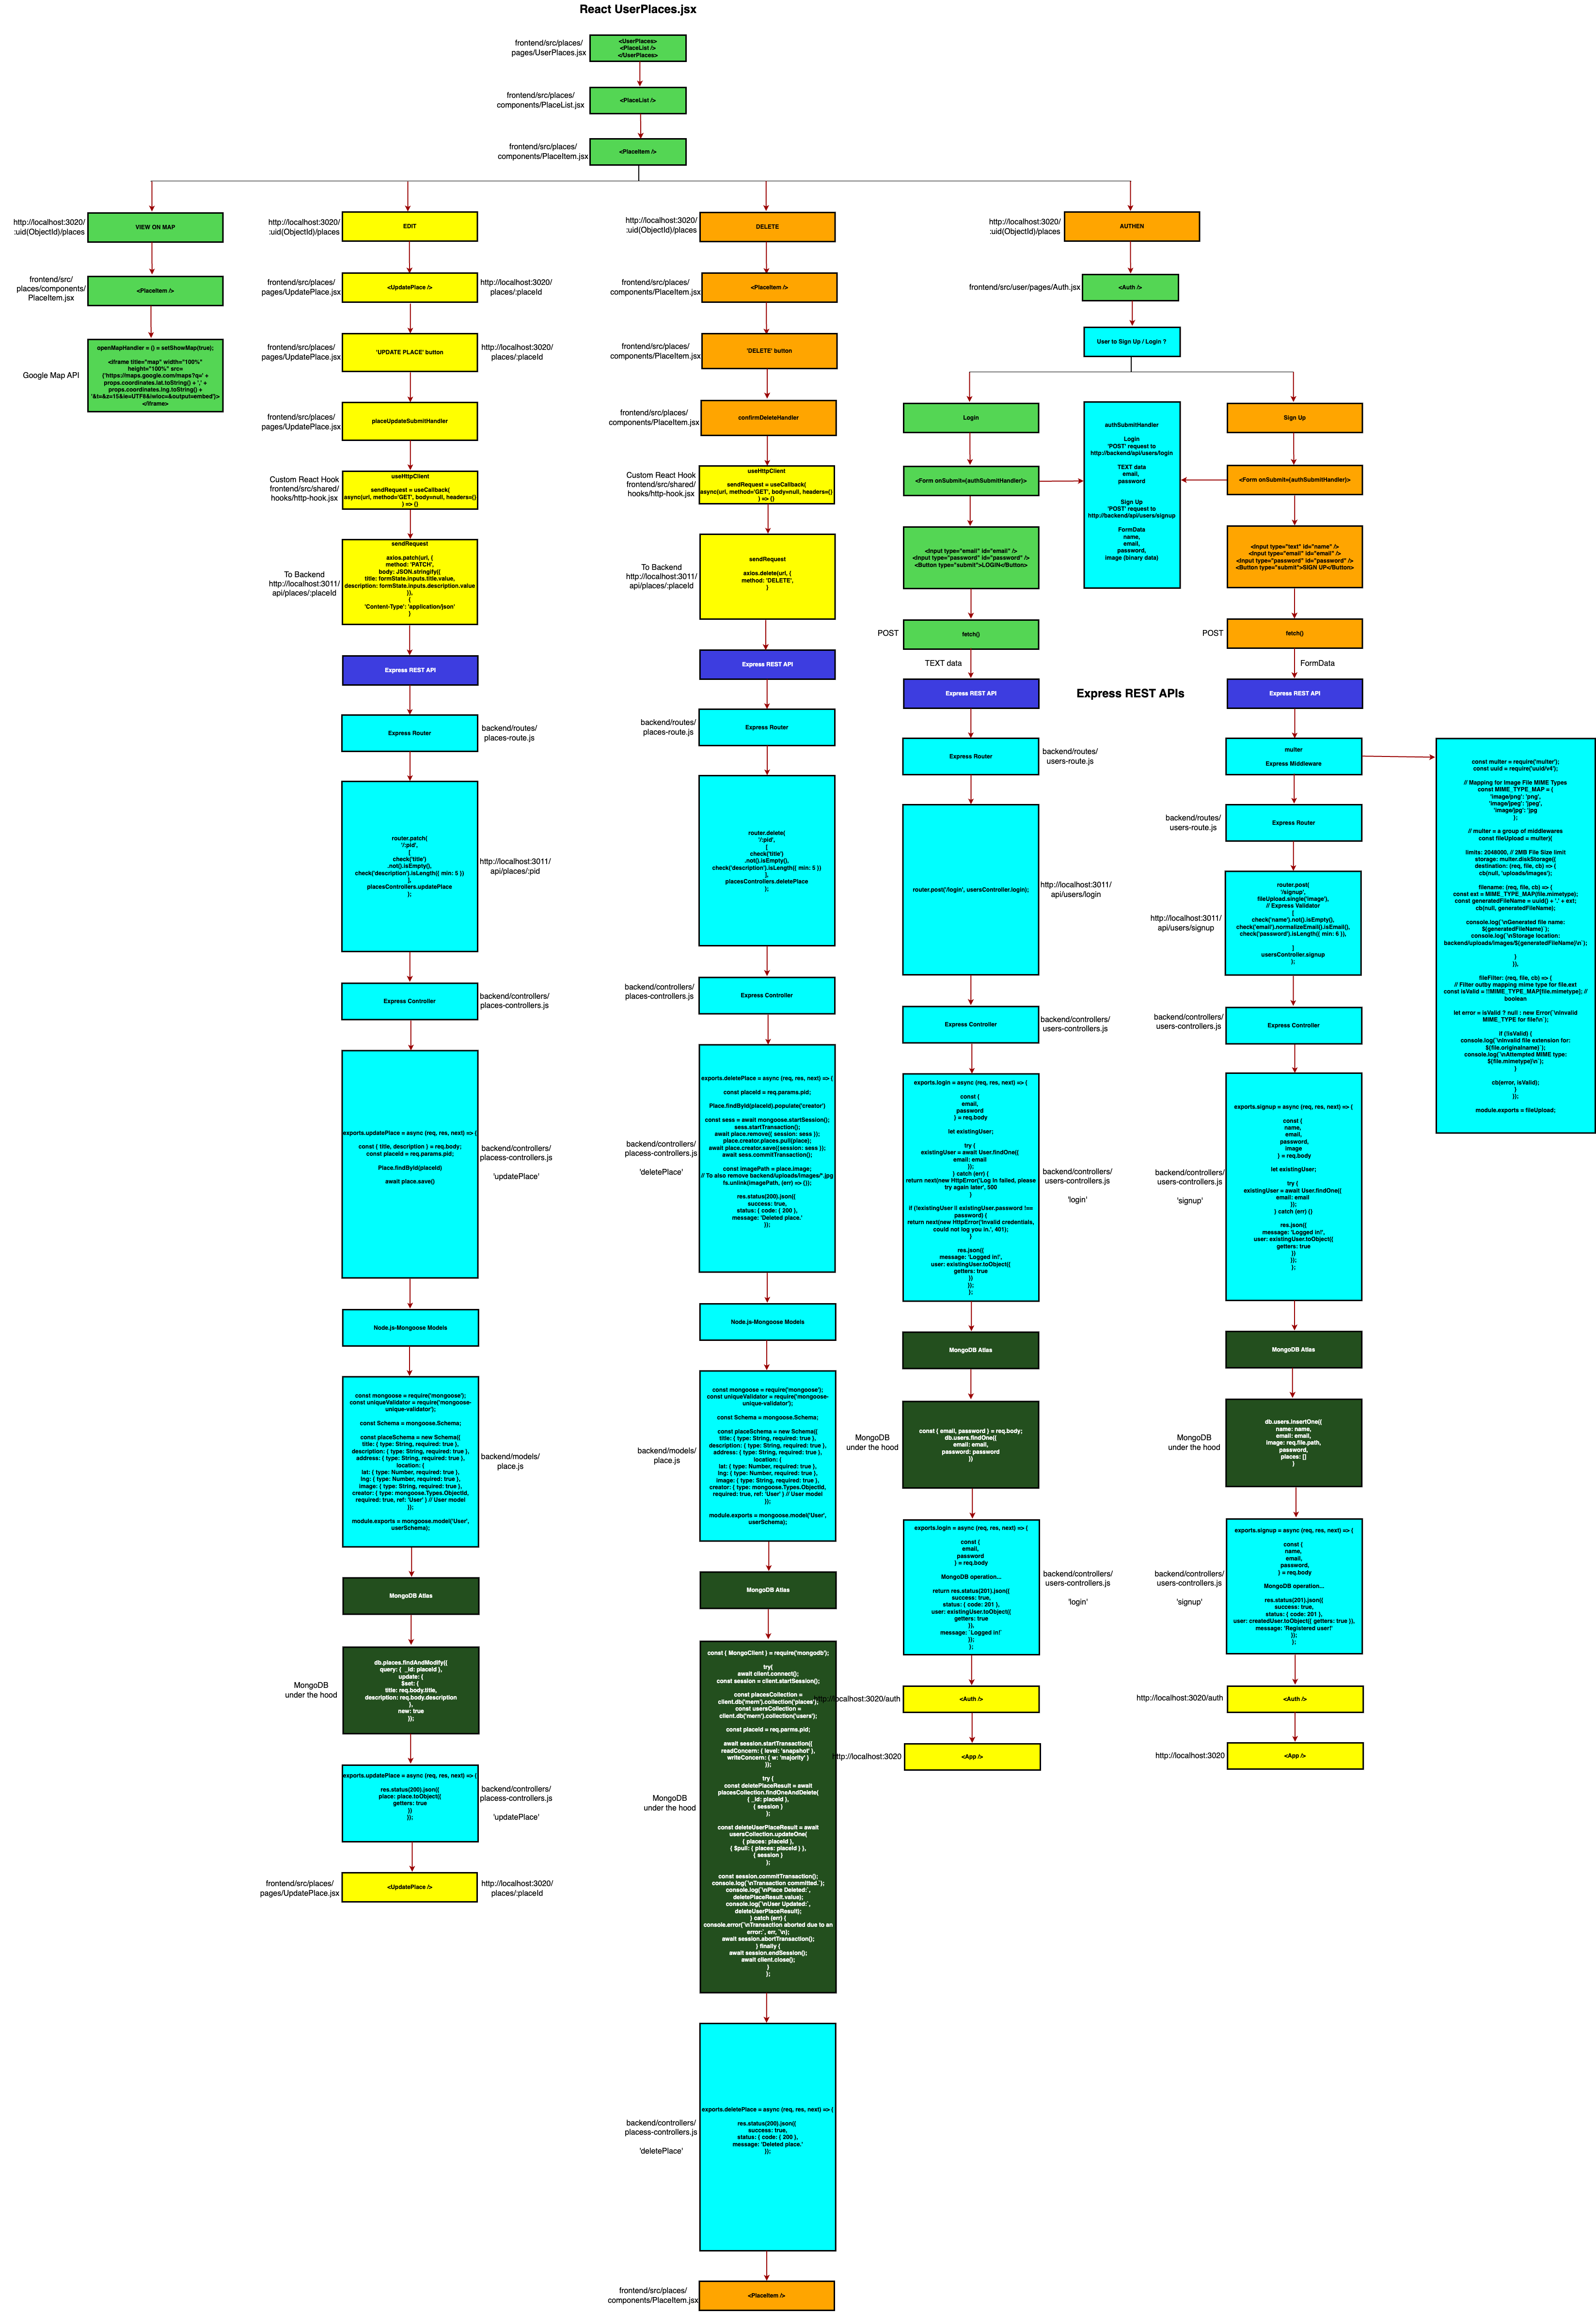 React UserPlaces.jsx
frontend/src/places/
pages/UserPlaces.jsx
<UserPlaces>
<PlaceList />
</UserPlaces>
frontend/src/places/
components/PlaceList.jsx
<PlaceList />
frontend/src/places/
components/PlaceItem.jsx
<PlaceItem />
http://localhost:3020/
:uid(ObjectId)/places
VIEW ON MAP
frontend/src/
places/components/
PlaceItem.jsx
<PlaceItem />
Google Map API
openMapHandler = () = setShowMap(true);
<iframe title="map" width="100%"
height="100%" src=
{'https://maps.google.com/maps?q=' +
props.coordinates.lat.toString() + ',' +
props.coordinates.lng.toString() +
'&t=&z=15&ie=UTF8&iwloc=&output=embed'}>
</iframe>
http://localhost:3020/
:uid(ObjectId)/places
EDIT
frontend/src/places/
pages/UpdatePlace.jsx
<UpdatePlace />
http://localhost:3020/
places/:placeId
frontend/src/places/
pages/UpdatePlace.jsx
'UPDATE PLACE' button
http://localhost:3020/
places/:placeId
frontend/src/places/
pages/UpdatePlace.jsx
placeUpdateSubmitHandler
Custom React Hook
frontend/src/shared/
hooks/http-hook.jsx
useHttpClient
sendRequest = useCallback(
async(url, method='GET', body=null, headers={}
) => {}
To Backend
http://localhost:3011/
api/places/:placeId
sendRequest
axios.patch(url, {
method: 'PATCH',
body: JSON.stringify({
title: formState.inputs.title.value,
description: formState.inputs.description.value
}),
{
'Content-Type': 'application/json'
}
Express REST API
Express Router
backend/routes/
places-route.js
router.patch(
'/:pid',
[
check('title')
.not().isEmpty(),
check('description').isLength({ min: 5 })
],
placesControllers.updatePlace
);
http://localhost:3011/
api/places/:pid
Express Controller
backend/controllers/
places-controllers.js
exports.updatePlace = async (req, res, next) => {
const { title, description } = req.body;
const placeId = req.params.pid;
Place.findById(placeId)
await place.save()
backend/controllers/
placess-controllers.js
'updatePlace'
Node.js-Mongoose Models
const mongoose = require('mongoose');
const uniqueValidator = require('mongoose-
unique-validator');
const Schema = mongoose.Schema;
const placeSchema = new Schema({
title: { type: String, required: true },
description: { type: String, required: true },
address: { type: String, required: true },
location: {
lat: { type: Number, required: true },
lng: { type: Number, required: true },
image: { type: String, required: true },
creator: { type: mongoose.Types.ObjectId,
required: true, ref: 'User' } // User model
});
module.exports = mongoose.model('User',
userSchema);
backend/models/
place.js
MongoDB Atlas
MongoDB
under the hood
db.places.findAndModify({
query: { _id: placeId },
update: {
$set: {
title: req.body.title,
description: req.body.description
},
new: true
});
exports.updatePlace = async (req, res, next) => {
res.status(200).json({
place: place.toObject({
getters: true
})
});
backend/controllers/
placess-controllers.js
'updatePlace'
frontend/src/places/
pages/UpdatePlace.jsx
<UpdatePlace />
http://localhost:3020/
places/:placeId
http://localhost:3020/
:uid(ObjectId)/places
DELETE
frontend/src/places/
components/PlaceItem.jsx
<PlaceItem />
frontend/src/places/
components/PlaceItem.jsx
'DELETE' button
frontend/src/places/
components/PlaceItem.jsx
confirmDeleteHandler
Custom React Hook
frontend/src/shared/
hooks/http-hook.jsx
useHttpClient
sendRequest = useCallback(
async(url, method='GET', body=null, headers={}
) => {}
To Backend
http://localhost:3011/
api/places/:placeId
sendRequest
axios.delete(url, {
method: 'DELETE',
}
Express REST API
backend/routes/
places-route.js
Express Router
router.delete(
'/:pid',
[
check('title')
.not().isEmpty(),
check('description').isLength({ min: 5 })
],
placesControllers.deletePlace
);
backend/controllers/
places-controllers.js
Express Controller
backend/controllers/
placess-controllers.js
'deletePlace'
exports.deletePlace = async (req, res, next) => {
const placeId = req.params.pid;
Place.findById(placeId).populate('creator')
const sess = await mongoose.startSession();
sess.startTransaction();
await place.remove({ session: sess });
place.creator.places.pull(place);
await place.creator.save({session: sess });
await sess.commitTransaction();
const imagePath = place.image;
// To also remove backend/uploads/images/*.jpg
fs.unlink(imagePath, (err) => {});
res.status(200).json({
success: true,
status: { code: { 200 },
message: 'Deleted place.'
});
Node.js-Mongoose Models
backend/models/
place.js
const mongoose = require('mongoose');
const uniqueValidator = require('mongoose-
unique-validator');
const Schema = mongoose.Schema;
const placeSchema = new Schema({
title: { type: String, required: true },
description: { type: String, required: true },
address: { type: String, required: true },
location: {
lat: { type: Number, required: true },
lng: { type: Number, required: true },
image: { type: String, required: true },
creator: { type: mongoose.Types.ObjectId,
required: true, ref: 'User' } // User model
});
module.exports = mongoose.model('User',
userSchema);
MongoDB Atlas
MongoDB
under the hood
const { MongoClient } = require('mongodb');
try{
await client.connect();
const session = client.startSession();
const placesCollection =
client.db('mern').collection('places');
const usersCollection =
client.db('mern').collection('users');
const placeId = req.parms.pid;
await session.startTransaction({
readConcern: { level: 'snapshot' },
writeConcern: { w: 'majority' }
});
try {
const deletePlaceResult = await
placesCollection.findOneAndDelete(
{ _id: placeId },
{ session }
);
const deleteUserPlaceResult = await
usersCollection.updateOne(
{ places: placeId },
{ $pull: { places: placeId } },
{ session }
);
const session.commitTransaction();
console.log(`\nTransaction committed.`);
console.log(`\nPlace Deleted:`,
deletePlaceResult.value);
console.log(`\nUser Updated:`,
deleteUserPlaceResult);
} catch (err) {
console.error(`\nTransaction aborted due to an
error:`, err, `\n);
await session.abortTransaction();
} finally {
await session.endSession();
await client.close();
}
};
backend/controllers/
placess-controllers.js
'deletePlace'
exports.deletePlace = async (req, res, next) => {
res.status(200).json({
success: true,
status: { code: { 200 },
message: 'Deleted place.'
});
frontend/src/places/
components/PlaceItem.jsx
<PlaceItem />
http://localhost:3020/
:uid(ObjectId)/places
AUTHEN
frontend/src/user/pages/Auth.jsx
<Auth />
User to Sign Up / Login ?
Login
<Form onSubmit={authSubmitHandler}>
<Input type="email" id="email" />
<Input type="password" id="password" />
<Button type="submit">LOGIN</Button>
POST
fetch()
TEXT data
Express REST API
Express Router
backend/routes/
users-route.js
router.post('/login', usersController.login);
http://localhost:3011/
api/users/login
Express Controller
backend/controllers/
users-controllers.js
exports.login = async (req, res, next) => {
const {
email,
password
} = req.body
let existingUser;
try {
existingUser = await User.findOne({
email: email
});
} catch (err) {
return next(new HttpError('Log in failed, please
try again later', 500
}
if (!existingUser || existingUser.password !==
password) {
return next(new HttpError('Invalid credentials,
could not log you in.', 401);
}
res.json({
message: 'Logged in!',
user: existingUser.toObject({
getters: true
})
});
};
backend/controllers/
users-controllers.js
'login'
MongoDB Atlas
MongoDB
under the hood
const { email, password } = req.body;
db.users.findOne({
email: email,
password: password
})
exports.login = async (req, res, next) => {
const {
email,
password
} = req.body
MongoDB operation...
return res.status(201).json({
success: true,
status: { code: 201 },
user: existingUser.toObject({
getters: true
}),
message: `Logged in!`
});
};
backend/controllers/
users-controllers.js
'login'
http://localhost:3020/auth
<Auth />
http://localhost:3020
<App />
authSubmitHandler
Login
'POST' request to
http://backend/api/users/login
TEXT data
email,
password
Sign Up
'POST' request to
http://backend/api/users/signup
FormData
name,
email,
password,
image (binary data)
Express REST APIs
Sign Up
<Form onSubmit={authSubmitHandler}>
<Input type="text" id="name" />
<Input type="email" id="email" />
<Input type="password" id="password" />
<Button type="submit">SIGN UP</Button>
POST
fetch()
FormData
Express REST API
multer
Express Middleware
backend/routes/
users-route.js
Express Router
http://localhost:3011/
api/users/signup
router.post(
'/signup',
fileUpload.single('image'),
// Express Validator
[
check('name').not().isEmpty(),
check('email').normalizeEmail().isEmail(),
check('password').isLength({ min: 6 }),
]
usersController.signup
);
backend/controllers/
users-controllers.js
Express Controller
backend/controllers/
users-controllers.js
'signup'
exports.signup = async (req, res, next) => {
const {
name,
email,
password,
image
} = req.body
let existingUser;
try {
existingUser = await User.findOne({
email: email
});
} catch (err) {}
res.json({
message: 'Logged in!',
user: existingUser.toObject({
getters: true
})
});
};
MongoDB Atlas
MongoDB
under the hood
db.users.insertOne({
name: name,
email: email,
image: req.file.path,
password,
places: []
}
backend/controllers/
users-controllers.js
'signup'
exports.signup = async (req, res, next) => {
const {
name,
email,
password,
} = req.body
MongoDB operation...
res.status(201).json({
success: true,
status: { code: 201 },
user: createdUser.toObject({ getters: true }),
message: 'Registered user!'
});
};
http://localhost:3020/auth
<Auth />
http://localhost:3020
<App />
const multer = require('multer');
const uuid = require('uuid/v4');
// Mapping for Image File MIME Types
const MIME_TYPE_MAP = {
'image/png': 'png',
'image/jpeg': 'jpeg',
'image/jpg': 'jpg
};
// multer = a group of middlewares
const fileUpload = multer){
limits: 2048000, // 2MB File Size limit
storage: multer.diskStorage({
destination: (req, file, cb) => {
cb(null, 'uploads/images');
filename: (req, file, cb) => {
const ext = MIME_TYPE_MAP(file.mimetype);
const generatedFileName = uuid() + '.' + ext;
cb(null, generatedFileName);
console.log(`\nGenerated file name:
${generatedFileName}`);
console.log(`\nStorage location:
backend/uploads/images/${generatedFileName}\n`);
}
}),
fileFilter: (req, file, cb) => {
// Filter outby mapping mime type for file.ext
const isValid = !!MIME_TYPE_MAP[file.mimetype]; //
boolean
let error = isValid ? null : new Error(`\nInvalid
MIME_TYPE for file!\n`);
if (!isValid) {
console.log(`\nInvalid file extension for:
${file.originalname}`);
console.log(`\nAttempted MIME type:
${file.mimetype}\n`);
}
cb(error, isValid);
}
});
module.exports = fileUpload;